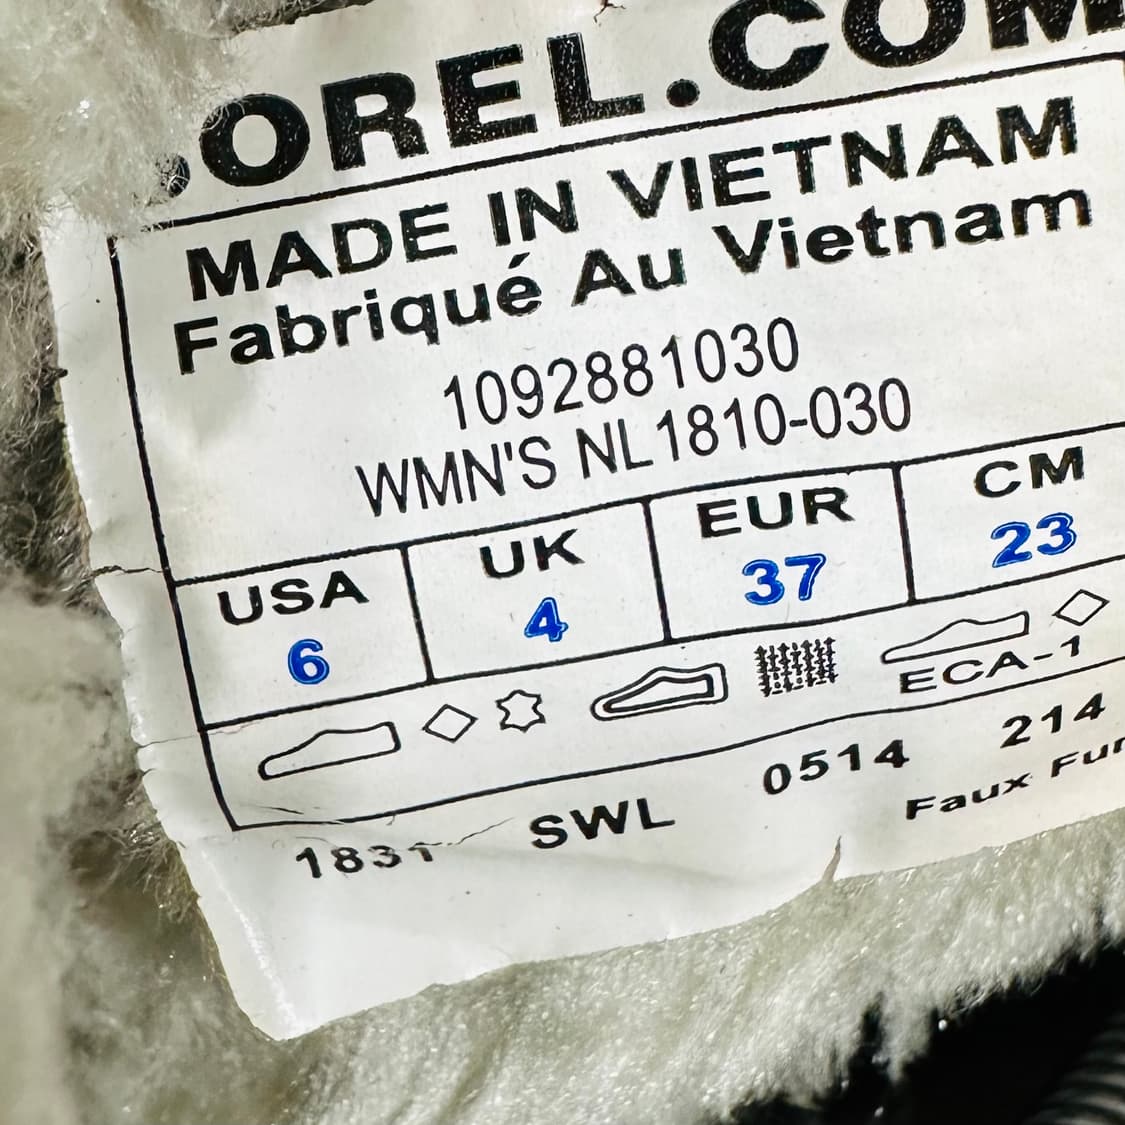 .OREL.COM
MADE IN VIETNAM
Fabriqué Au Vietnam
1092881030
WMN'S NL1810-030
USA UK EUR CM
6 4 37 23
ECA-1
1831 SWL 0514 214
Faux Fur